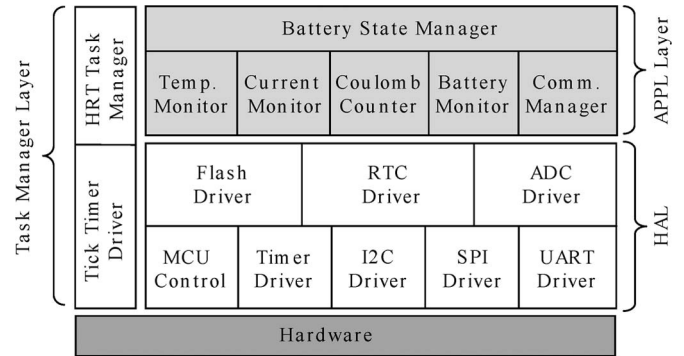 Task Manager Layer
HRT Task
Manager
Tick Timer
Driver
Battery State Manager
Temp.
Monitor
Current
Monitor
Coulomb
Counter
Battery
Monitor
Comm.
Manager
APPL Layer
Flash
Driver
RTC
Driver
ADC
Driver
MCU
Control
Timer
Driver
I2C
Driver
SPI
Driver
UART
Driver
HAL
Hardware